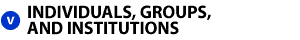 V INDIVIDUALS, GROUPS,
AND INSTITUTIONS